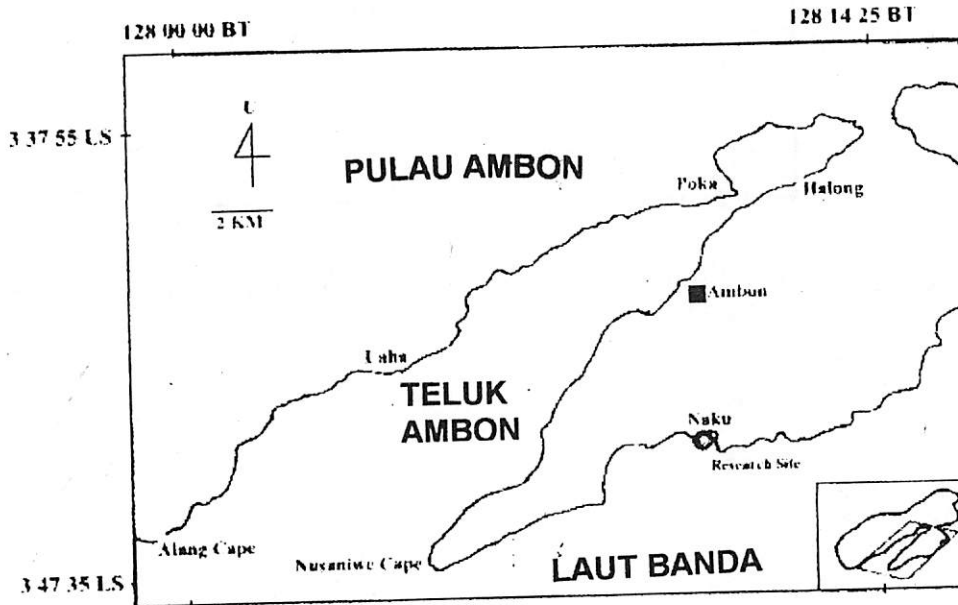 128 00 00 BT
128 14 25 BT
3 37 55 LS
U
PULAU AMBON
Poka
Halong
2 KM
Ambon
Laha
TELUK
AMBON
Naku
Research Site
Alang Cape
Nusaniwe Cape
LAUT BANDA
3 47 35 LS